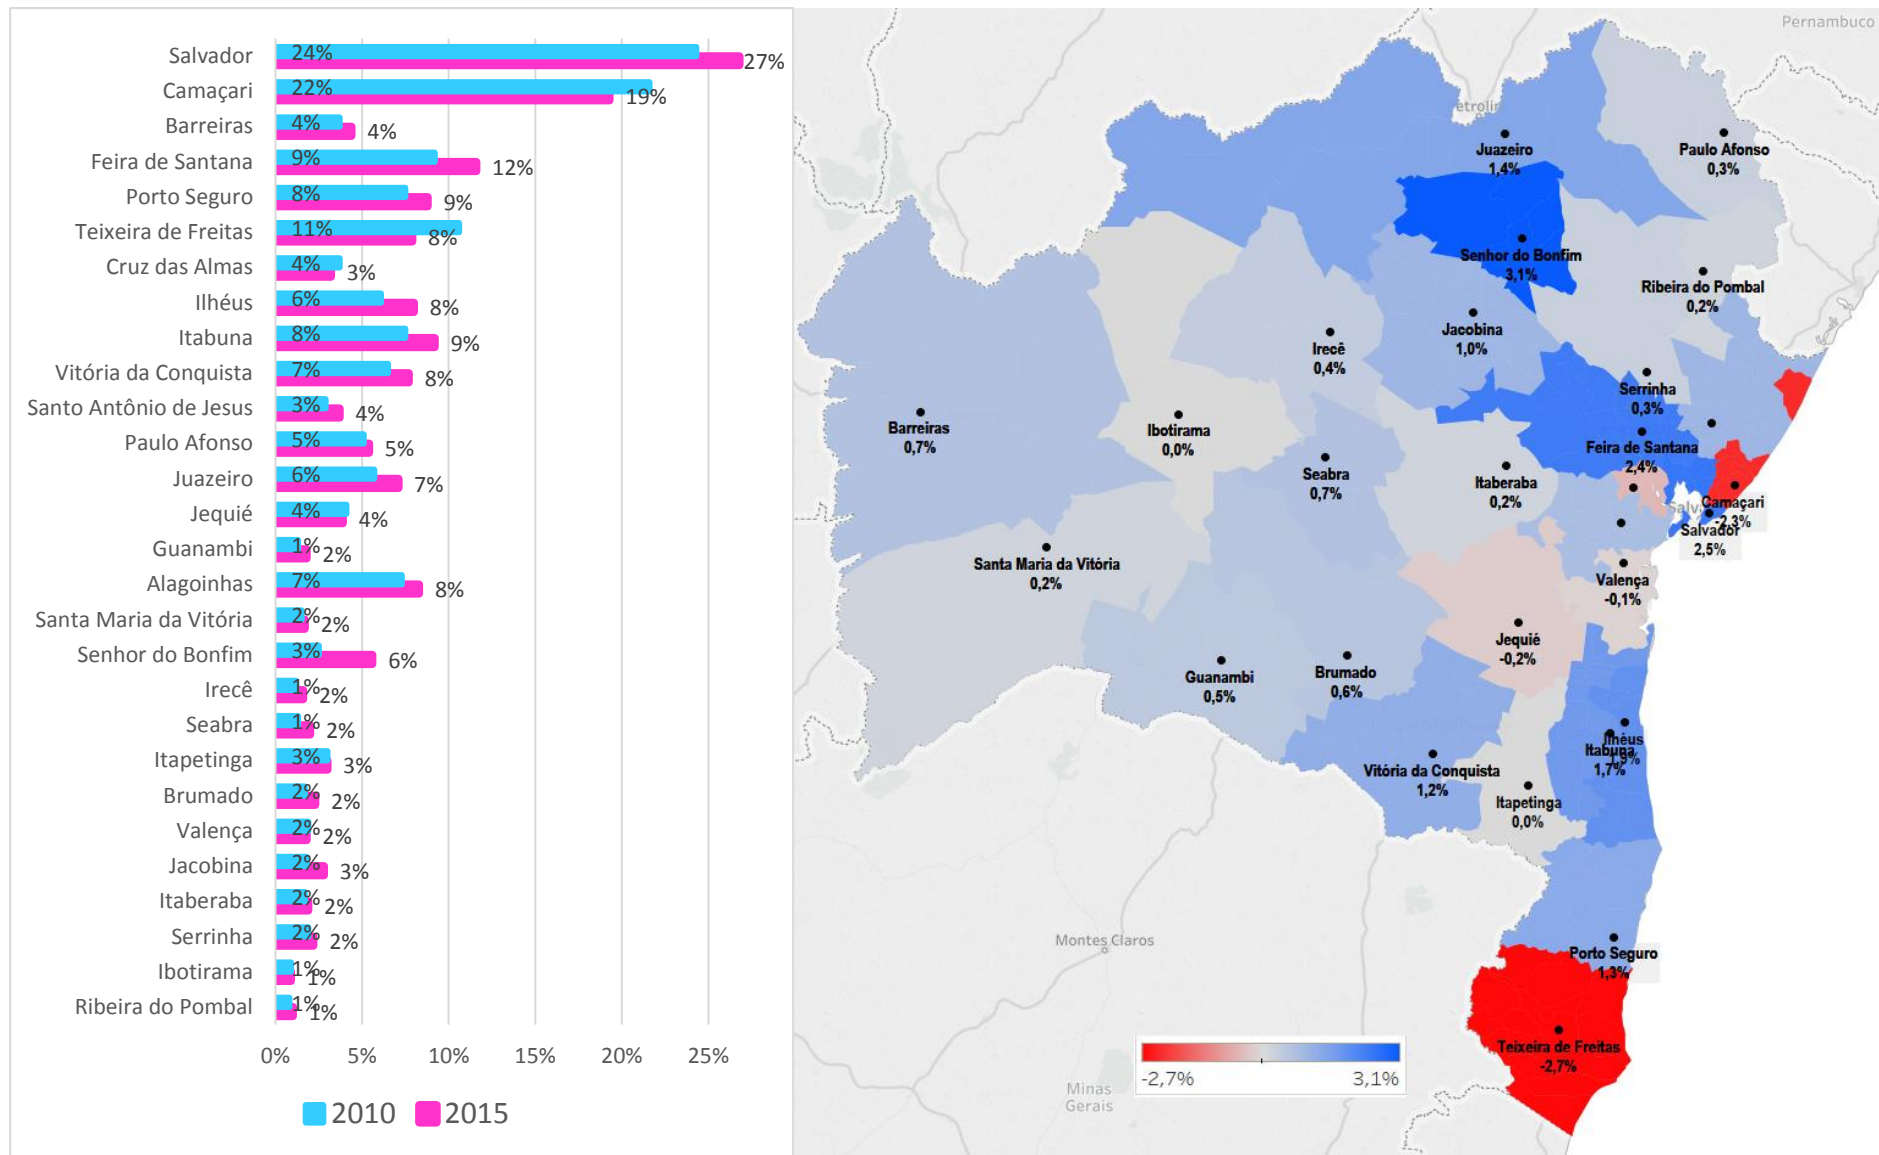 Salvador 24% 27%
Camaçari 22% 19%
Barreiras 4% 4%
Feira de Santana 9% 12%
Porto Seguro 8% 9%
Teixeira de Freitas 11% 8%
Cruz das Almas 4% 3%
Ilhéus 6% 8%
Itabuna 8% 9%
Vitória da Conquista 7% 8%
Santo Antônio de Jesus 3% 4%
Paulo Afonso 5% 5%
Juazeiro 6% 7%
Jequié 4% 4%
Guanambi 1% 2%
Alagoinhas 7% 8%
Santa Maria da Vitória 2% 2%
Senhor do Bonfim 3% 6%
Irecê 1% 2%
Seabra 1% 2%
Itapetinga 3% 3%
Brumado 2% 2%
Valença 2% 2%
Jacobina 2% 3%
Itaberaba 2% 2%
Serrinha 2% 2%
Ibotirama 1% 1%
Ribeira do Pombal 1% 1%
0% 5% 10% 15% 20% 25%
2010 2015
Pernambuco
Juazeiro
1,4%
Paulo Afonso
0,3%
Senhor do Bonfim
3,1%
Ribeira do Pombal
0,2%
Jacobina
1,0%
Irecê
0,4%
Serrinha
0,3%
Barreiras
0,7%
Ibotirama
0,0%
Feira de Santana
2,4%
Seabra
0,7%
Itaberaba
0,2%
Camaçari
-2,3%
Salvador
2,5%
Santa Maria da Vitória
0,2%
Valença
-0,1%
Jequié
-0,2%
Guanambi
0,5%
Brumado
0,6%
Ilhéus
1,9%
Itabuna
1,7%
Vitória da Conquista
1,2%
Itapetinga
0,0%
Montes Claros
Porto Seguro
1,3%
Teixeira de Freitas
-2,7%
-2,7% 3,1%
Minas
Gerais